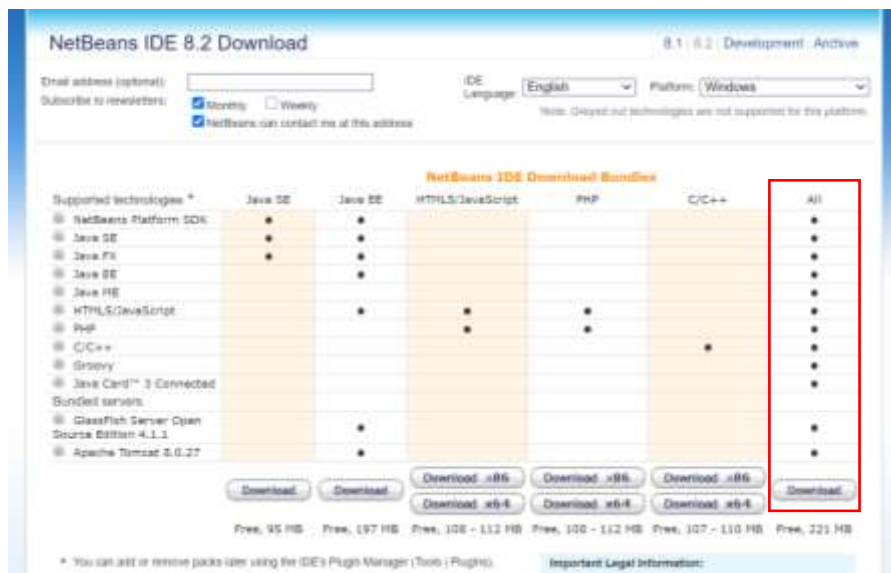 NetBeans IDE 8.2 Download
8.1 | 8.2 | Development | Archive
Email address (optional):
IDE Language: English
Platform: Windows
Subscribe to newsletters: Monthly Weekly
NetBeans can contact me at this address
Note: Greyed out technologies are not supported for this platform.
NetBeans IDE Download Bundles
Supported technologies * Java SE Java EE HTML5/JavaScript PHP C/C++ All
NetBeans Platform SDK • • •
Java SE • • •
Java FX • • •
Java EE • •
Java ME •
HTML5/JavaScript • • • •
PHP • • •
C/C++ • •
Groovy •
Java Card™ 3 Connected •
Bundled servers
GlassFish Server Open • •
Source Edition 4.1.1
Apache Tomcat 8.0.27 • •
Download Download Download x86 Download x86 Download x86 Download
Download x64 Download x64 Download x64
Free, 95 MB Free, 197 MB Free, 108 - 112 MB Free, 108 - 112 MB Free, 107 - 110 MB Free, 221 MB
* You can add or remove packs later using the IDE's Plugin Manager (Tools | Plugins).
Important Legal Information: